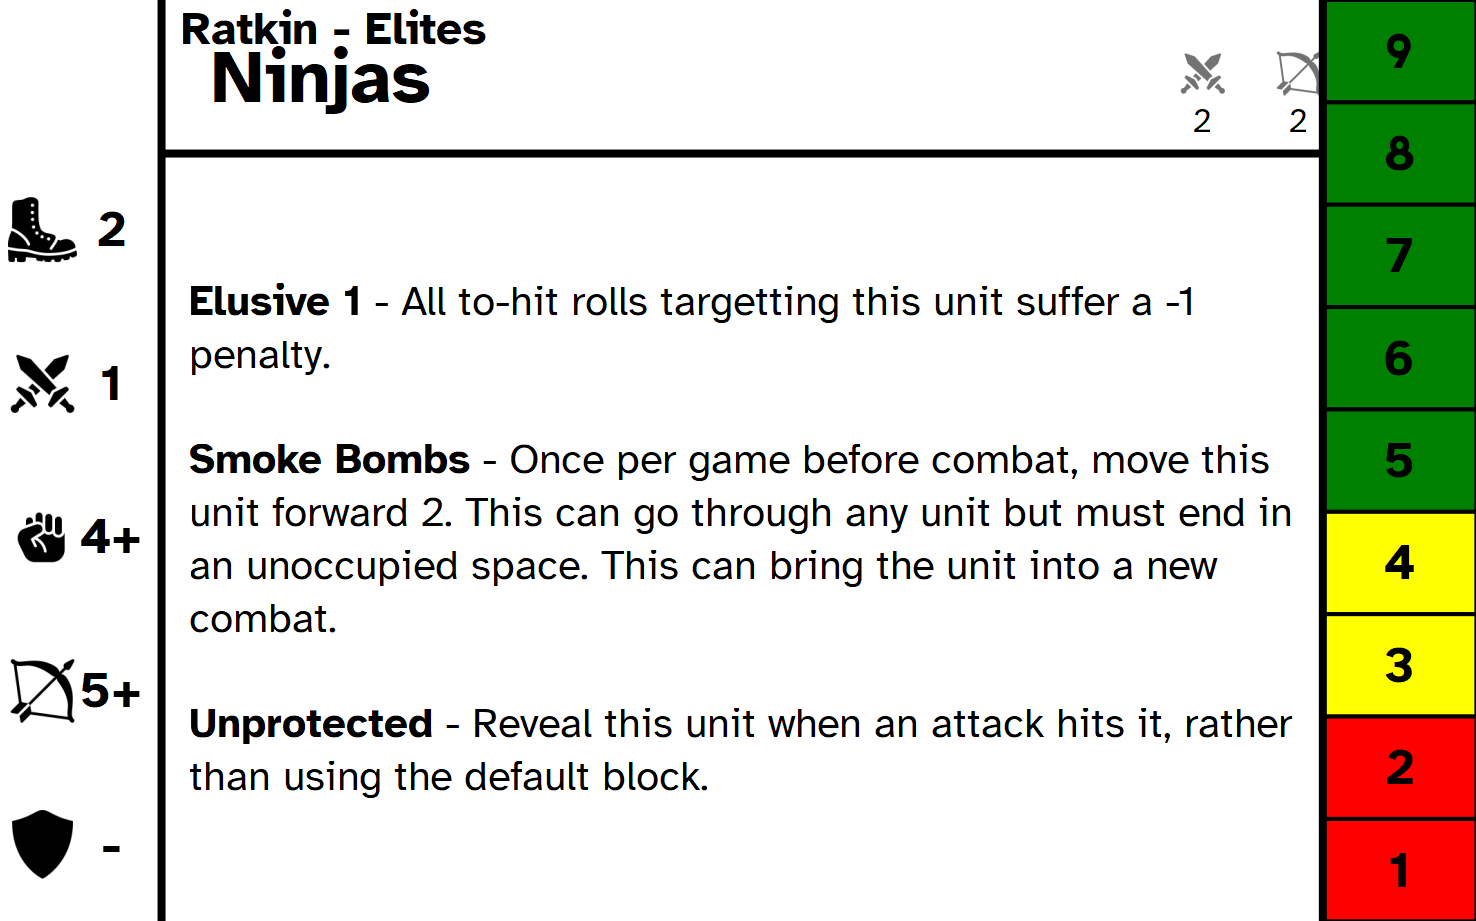 Ratkin - Elites
Ninjas
2
2
2
1
4+
5+
-
Elusive 1 - All to-hit rolls targetting this unit suffer a -1
penalty.
Smoke Bombs - Once per game before combat, move this
unit forward 2. This can go through any unit but must end in
an unoccupied space. This can bring the unit into a new
combat.
Unprotected - Reveal this unit when an attack hits it, rather
than using the default block.
9
8
7
6
5
4
3
2
1